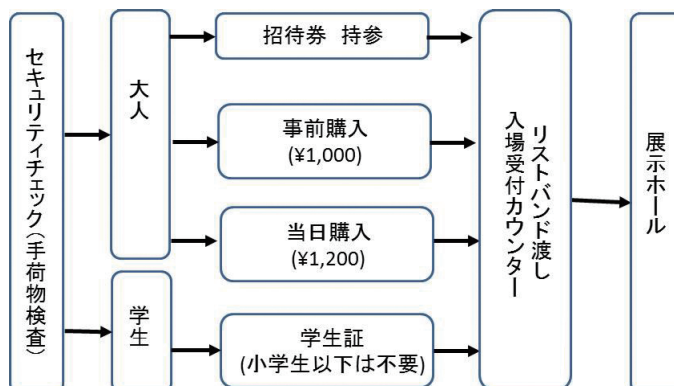 セキュリティチェック(手荷物検査)
大人
招待券 持参
事前購入
(¥1,000)
当日購入
(¥1,200)
学生
学生証
(小学生以下は不要)
リストバンド渡し
入場受付カウンター
展示ホール